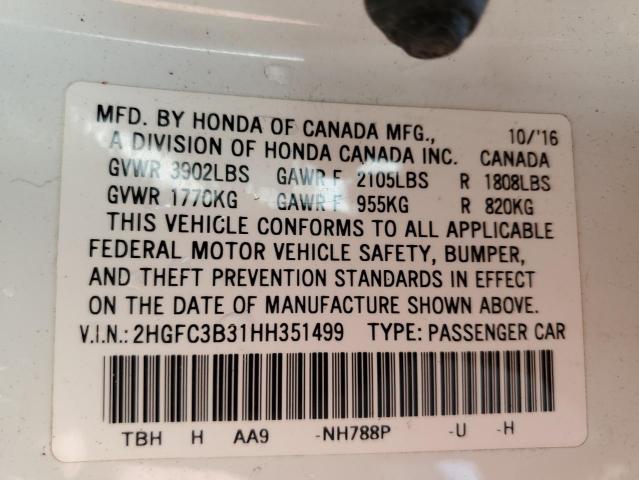 MFD. BY HONDA OF CANADA MFG., 10/'16
A DIVISION OF HONDA CANADA INC. CANADA
GVWR 3902LBS GAWR F 2105LBS R 1808LBS
GVWR 1770KG GAWR F 955KG R 820KG
THIS VEHICLE CONFORMS TO ALL APPLICABLE
FEDERAL MOTOR VEHICLE SAFETY, BUMPER,
AND THEFT PREVENTION STANDARDS IN EFFECT
ON THE DATE OF MANUFACTURE SHOWN ABOVE.
V.I.N.: 2HGFC3B31HH351499 TYPE: PASSENGER CAR
TBH H AA9 -NH788P -U -H